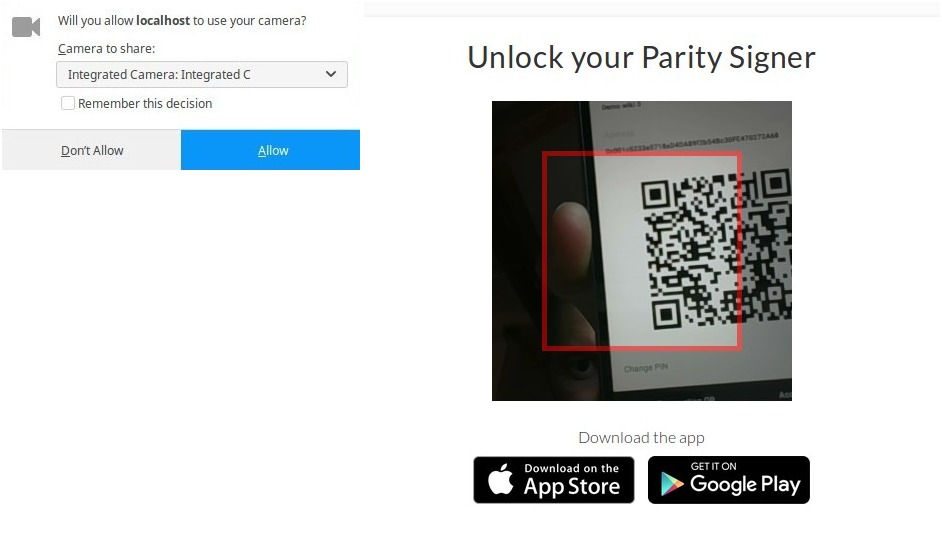 Will you allow localhost to use your camera?
Camera to share:
Integrated Camera: Integrated C
Remember this decision
Don't Allow
Allow
Unlock your Parity Signer
Demo wiki 3
Change PIN
Download the app
Download on the
App Store
GET IT ON
Google Play